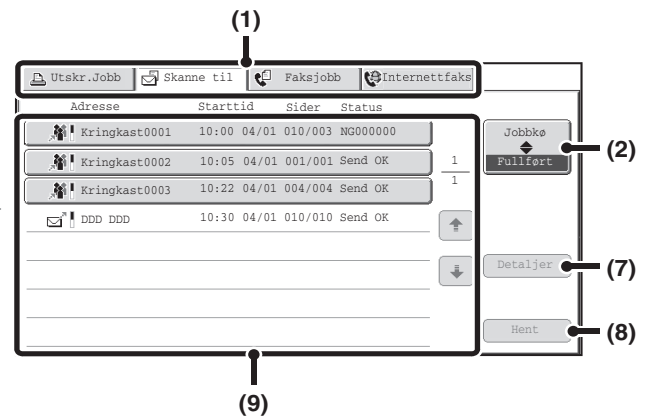 (1)
Utskr.Jobb Skanne til Faksjobb Internettfaks
Adresse Starttid Sider Status
Kringkast0001 10:00 04/01 010/003 NG000000
Kringkast0002 10:05 04/01 001/001 Send OK
Kringkast0003 10:22 04/01 004/004 Send OK
DDD DDD 10:30 04/01 010/010 Send OK
1
1
Jobbkø
Fullført
(2)
Detaljer
(7)
Hent
(8)
(9)